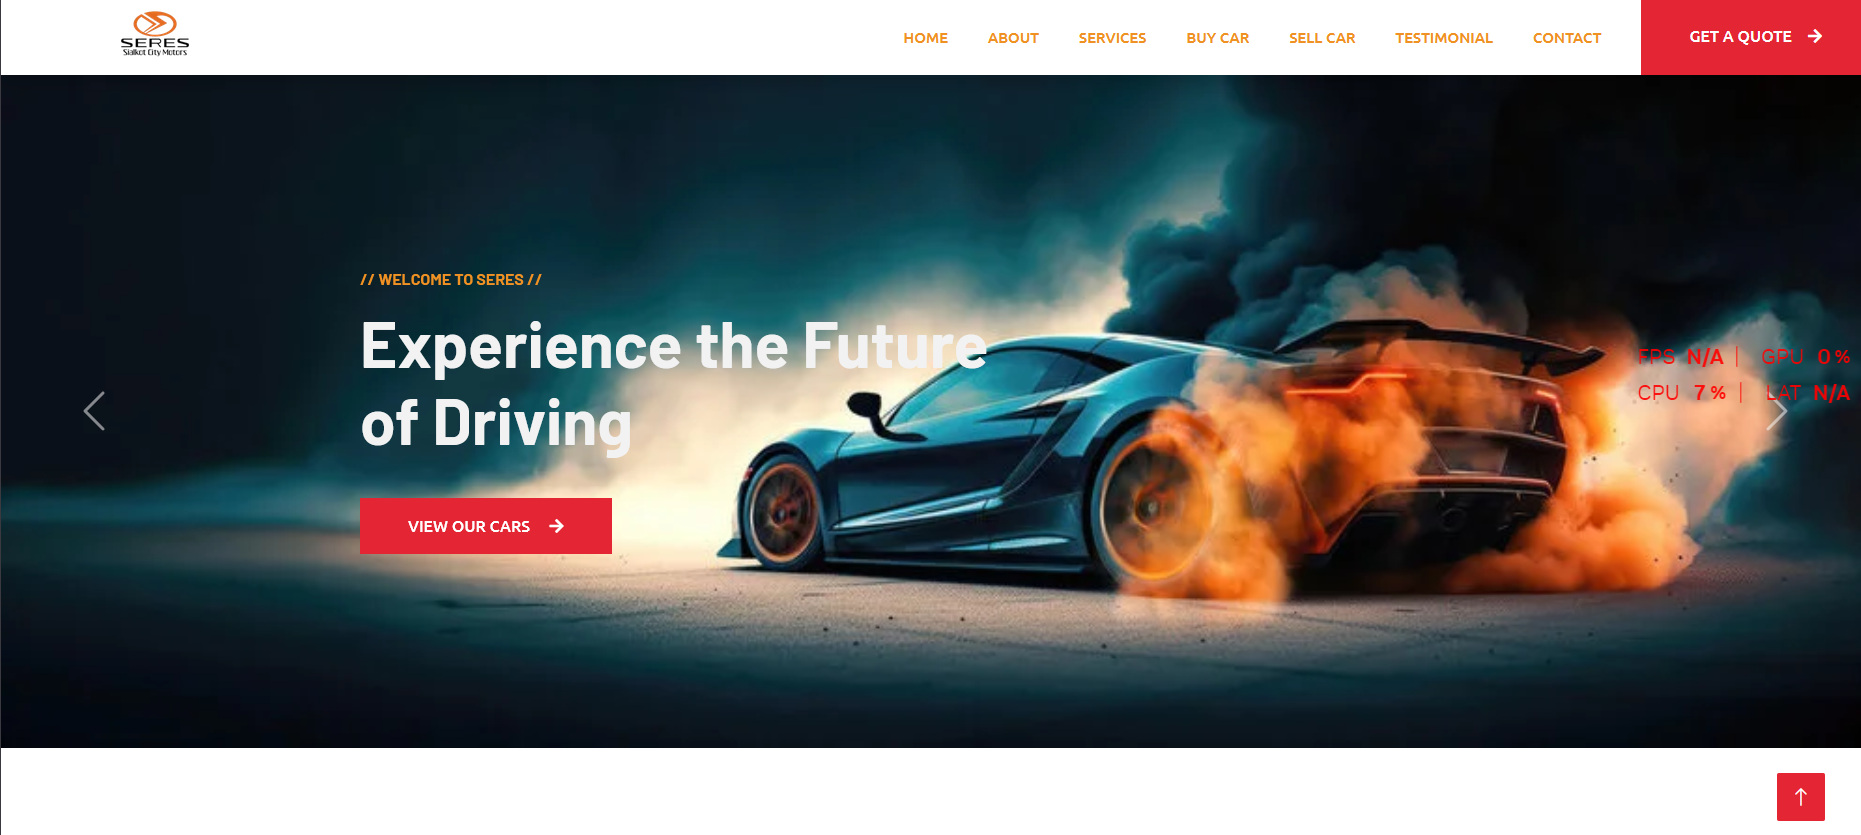 SERES
Sialkot City Motors
HOME ABOUT SERVICES BUY CAR SELL CAR TESTIMONIAL CONTACT GET A QUOTE
// WELCOME TO SERES //
Experience the Future
of Driving
VIEW OUR CARS
FPS N/A | GPU 0 %
CPU 7 % | LAT N/A